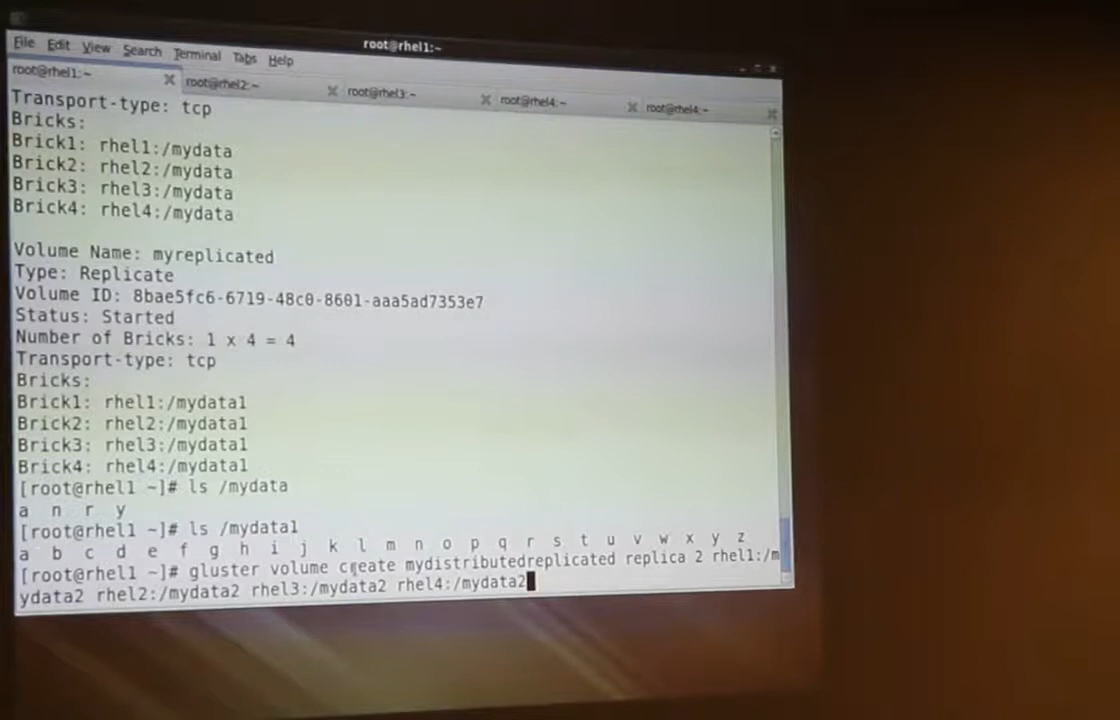 root@rhel1:~
File Edit View Search Terminal Tabs Help
root@rhel1:~ root@rhel2:~ root@rhel3:~ root@rhel4:~ root@rhel4:~
Transport-type: tcp
Bricks:
Brick1: rhel1:/mydata
Brick2: rhel2:/mydata
Brick3: rhel3:/mydata
Brick4: rhel4:/mydata
Volume Name: myreplicated
Type: Replicate
Volume ID: 8bae5fc6-6719-48c0-8601-aaa5ad7353e7
Status: Started
Number of Bricks: 1 x 4 = 4
Transport-type: tcp
Bricks:
Brick1: rhel1:/mydata1
Brick2: rhel2:/mydata1
Brick3: rhel3:/mydata1
Brick4: rhel4:/mydata1
[root@rhel1 ~]# ls /mydata
a n r y
[root@rhel1 ~]# ls /mydata1
a b c d e f g h i j k l m n o p q r s t u v w x y z
[root@rhel1 ~]# gluster volume create mydistributedreplicated replica 2 rhel1:/m
ydata2 rhel2:/mydata2 rhel3:/mydata2 rhel4:/mydata2